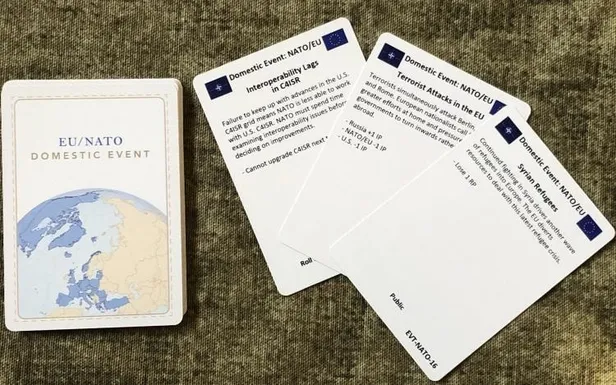 EU/NATO
DOMESTIC EVENT
Domestic Event: NATO/EU
Interoperability Lags
in C4ISR
Failure to keep up with advances in the U.S.
C4ISR grid means NATO is less able to work
with U.S. C4ISR. NATO must spend time
examining interoperability issues before
deciding on improvements.
- Cannot upgrade C4ISR next
Roll
Domestic Event: NATO/EU
Terrorist Attacks in the EU
Terrorists simultaneously attack
and Rome. European nationalists call
greater efforts at home and pressure
governments to turn inwards
abroad.
- Russia +1 IP
- NATO/EU -1 IP
- U.S. -1 IP
Domestic Event: NATO/EU
Syrian Refugees
Continued fighting in Syria drives another wave
of refugees into Europe. The EU diverts
resources to deal with this latest refugee crisis.
- Lose 1 RP
Public
EVT-NATO-16